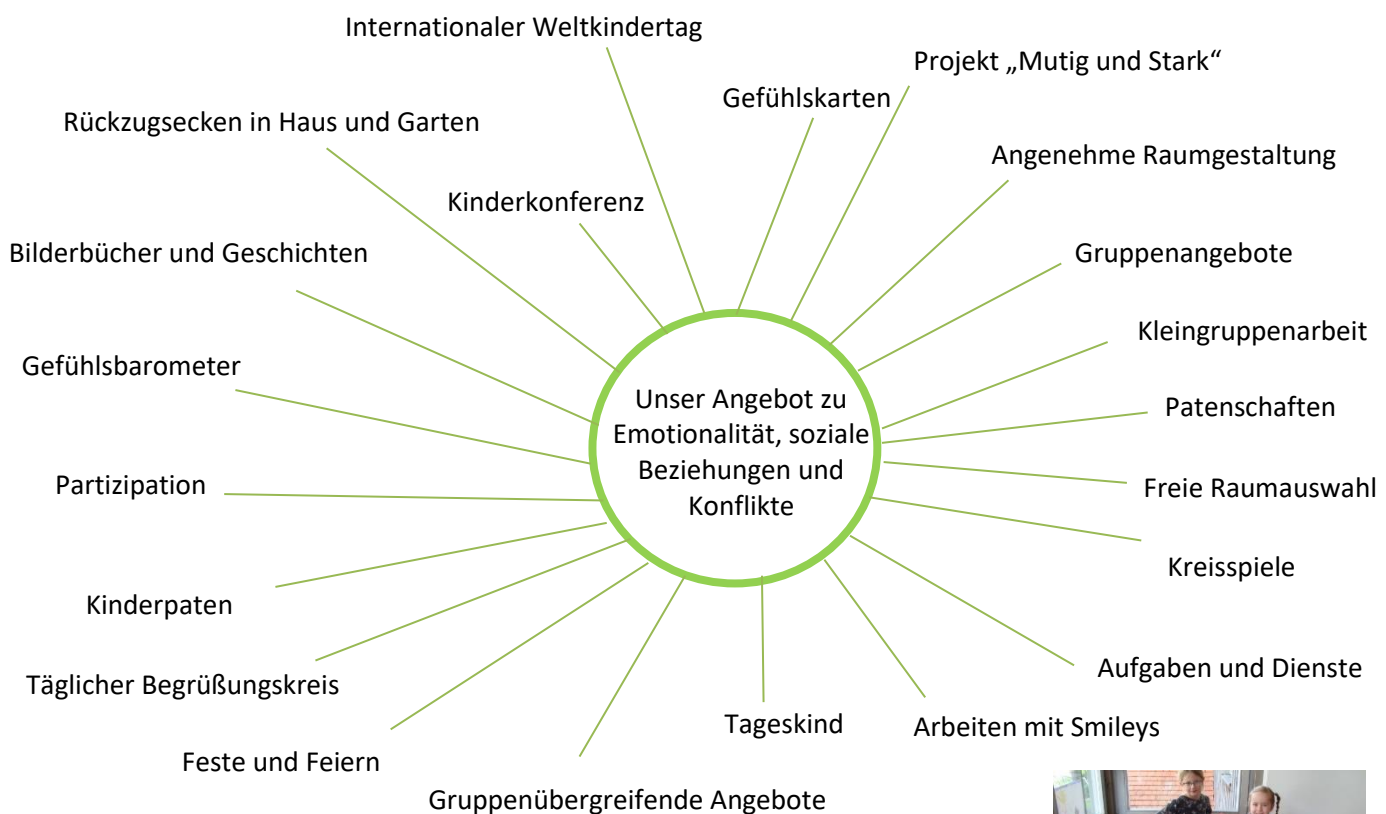 Internationaler Weltkindertag
Projekt „Mutig und Stark“
Gefühlskarten
Rückzugsecken in Haus und Garten
Angenehme Raumgestaltung
Kinderkonferenz
Bilderbücher und Geschichten
Gruppenangebote
Kleingruppenarbeit
Gefühlsbarometer
Unser Angebot zu
Emotionalität, soziale
Beziehungen und
Konflikte
Patenschaften
Partizipation
Freie Raumauswahl
Kreisspiele
Kinderpaten
Aufgaben und Dienste
Täglicher Begrüßungskreis
Tageskind
Arbeiten mit Smileys
Feste und Feiern
Gruppenübergreifende Angebote